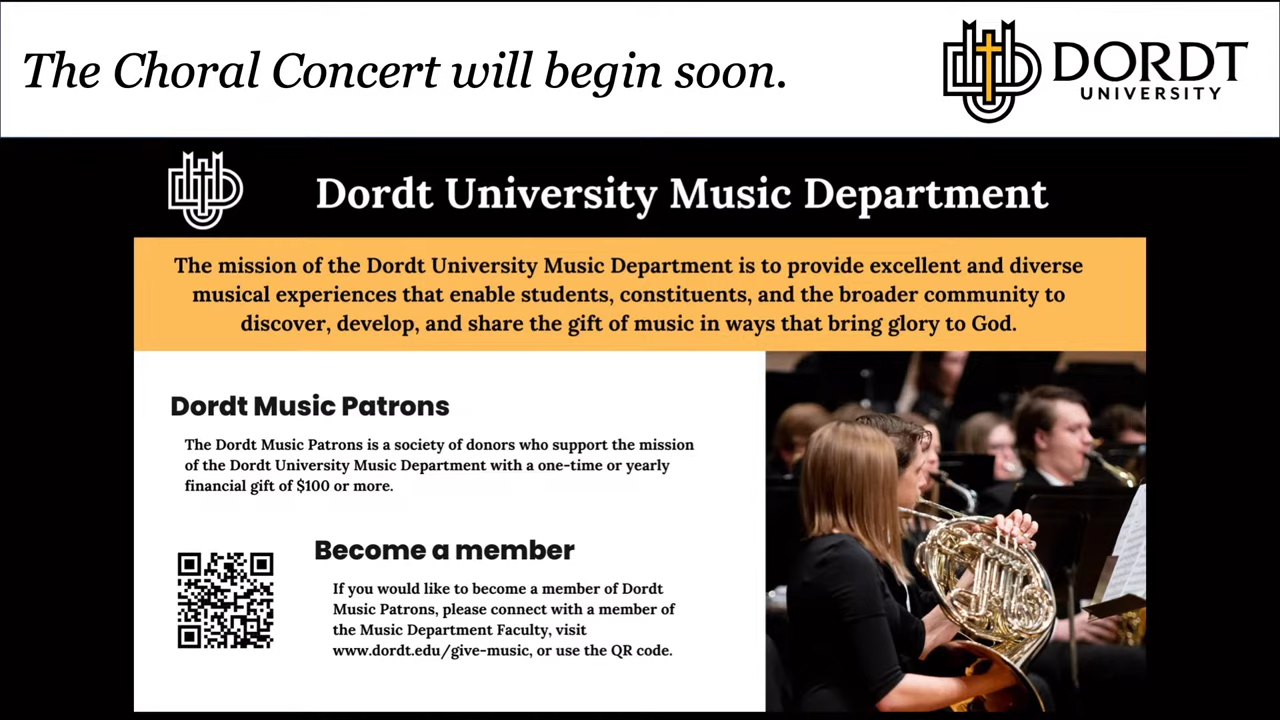 The Choral Concert will begin soon.
DORDT
UNIVERSITY
Dordt University Music Department
The mission of the Dordt University Music Department is to provide excellent and diverse
musical experiences that enable students, constituents, and the broader community to
discover, develop, and share the gift of music in ways that bring glory to God.
Dordt Music Patrons
The Dordt Music Patrons is a society of donors who support the mission
of the Dordt University Music Department with a one-time or yearly
financial gift of $100 or more.
Become a member
If you would like to become a member of Dordt
Music Patrons, please connect with a member of
the Music Department Faculty, visit
www.dordt.edu/give-music, or use the QR code.